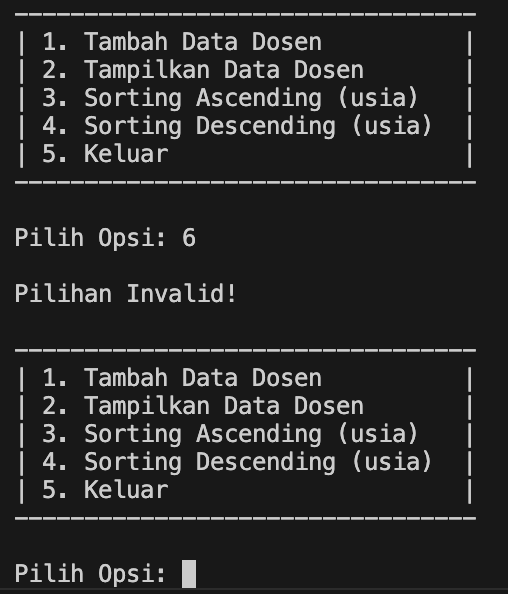 ---------------------------------
| 1. Tambah Data Dosen          |
| 2. Tampilkan Data Dosen       |
| 3. Sorting Ascending (usia)   |
| 4. Sorting Descending (usia)  |
| 5. Keluar                     |
---------------------------------
Pilih Opsi: 6
Pilihan Invalid!
---------------------------------
| 1. Tambah Data Dosen          |
| 2. Tampilkan Data Dosen       |
| 3. Sorting Ascending (usia)   |
| 4. Sorting Descending (usia)  |
| 5. Keluar                     |
---------------------------------
Pilih Opsi: